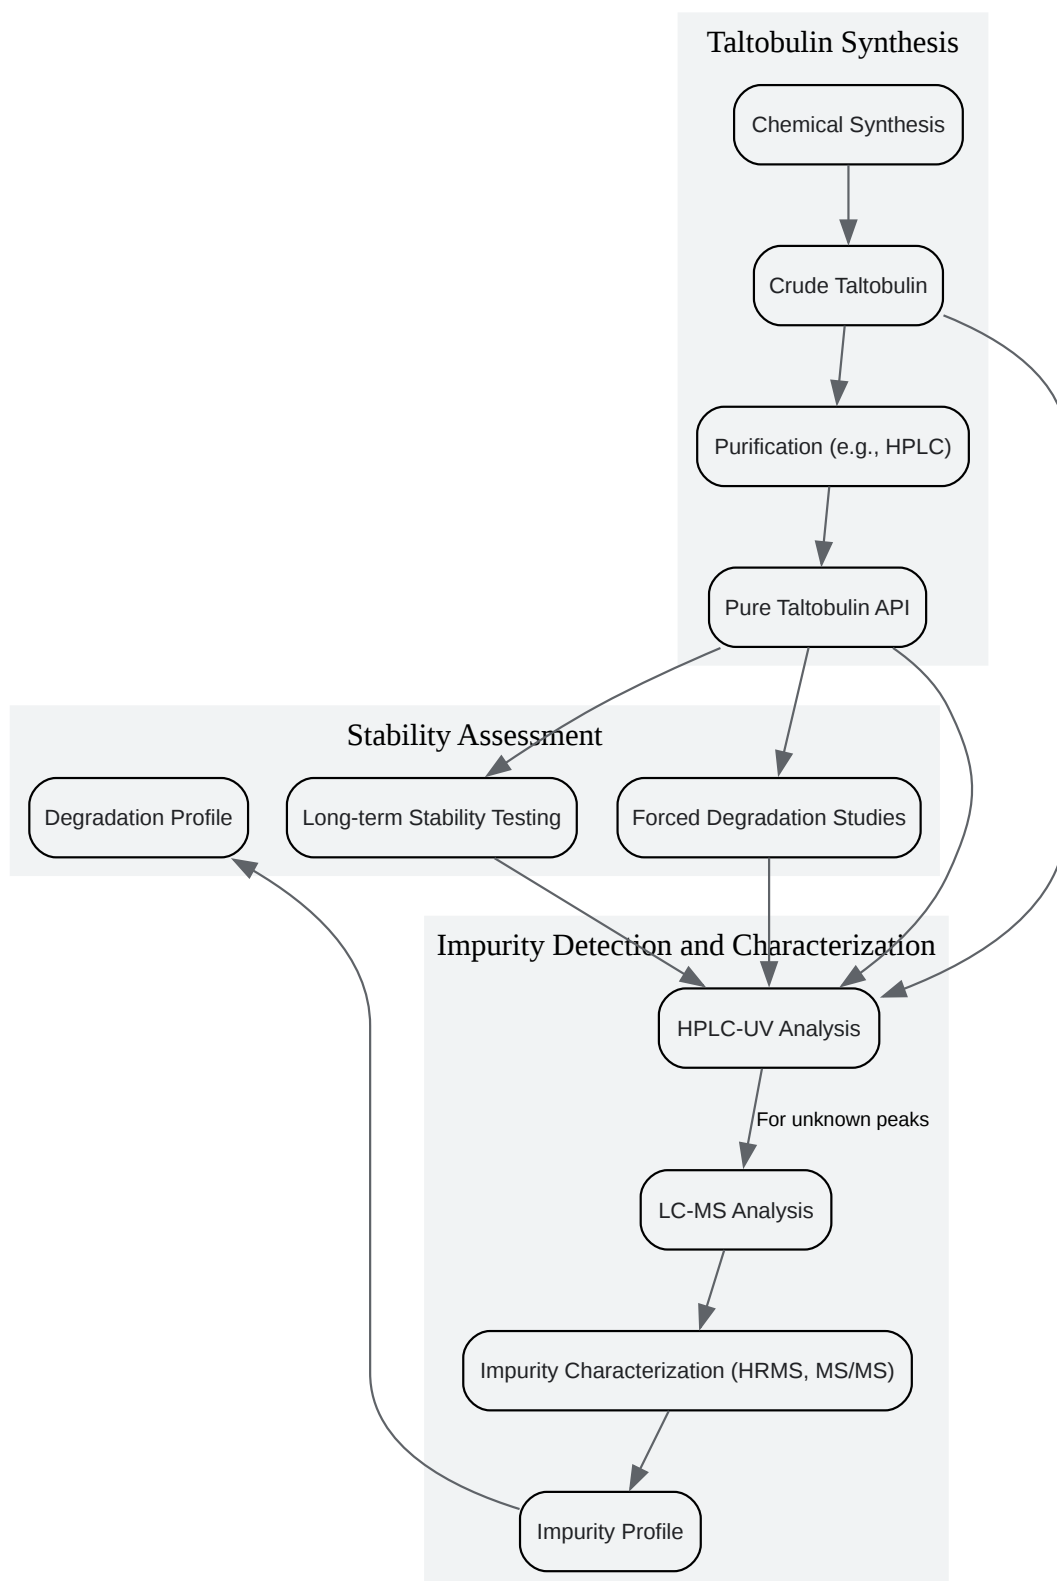 Taltobulin Synthesis
Chemical Synthesis
Crude Taltobulin
Purification (e.g., HPLC)
Pure Taltobulin API
Stability Assessment
Degradation Profile
Long-term Stability Testing
Forced Degradation Studies
Impurity Detection and Characterization
HPLC-UV Analysis
For unknown peaks
LC-MS Analysis
Impurity Characterization (HRMS, MS/MS)
Impurity Profile